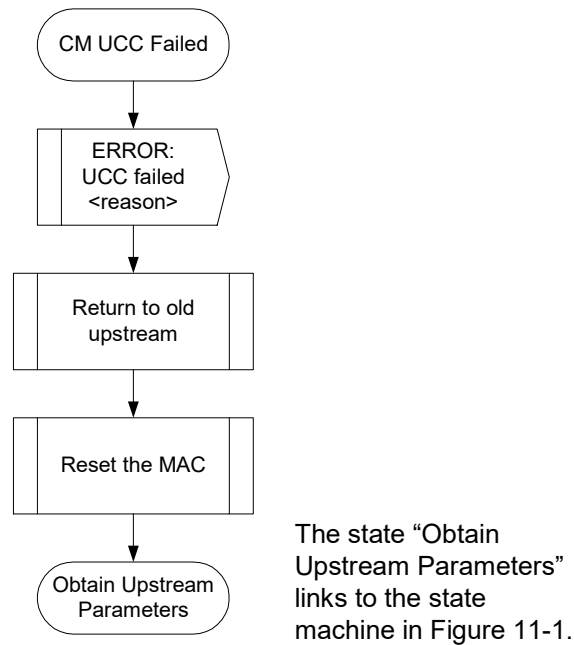 CM UCC Failed
ERROR:
UCC failed
<reason>
Return to old
upstream
Reset the MAC
Obtain Upstream
Parameters
The state “Obtain
Upstream Parameters”
links to the state
machine in Figure 11-1.